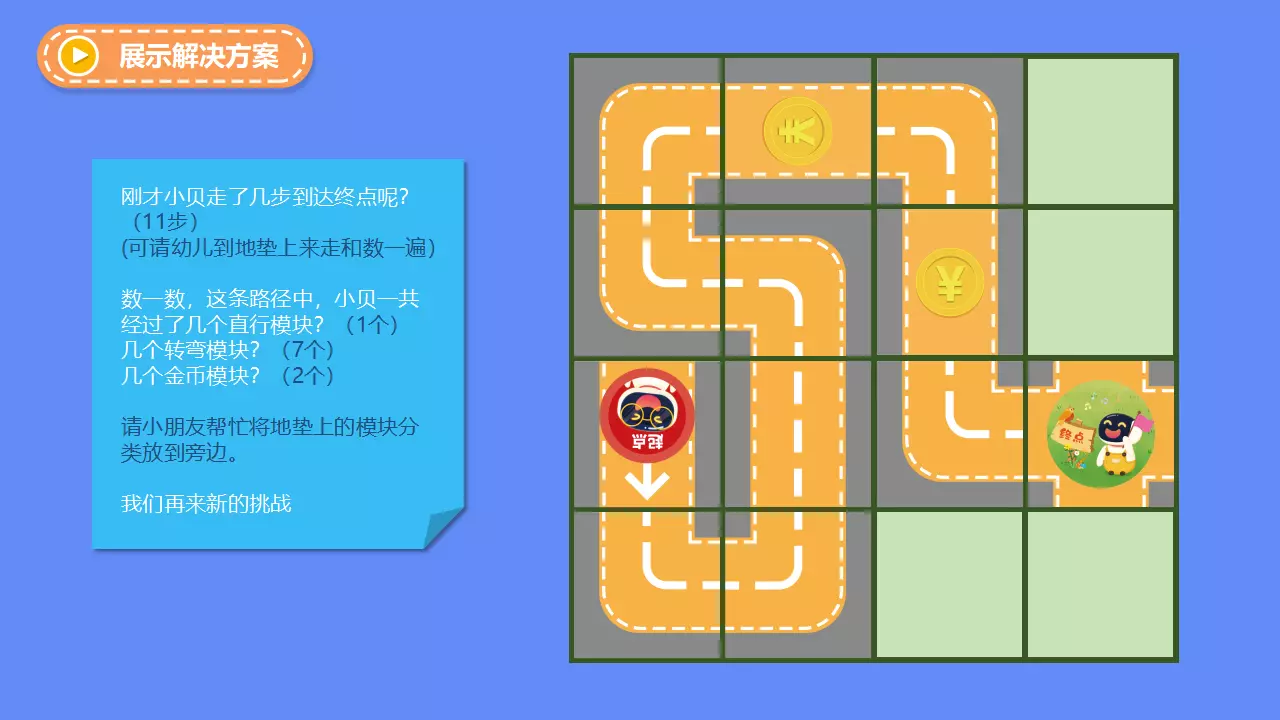 展示解决方案
刚才小贝走了几步到达终点呢？
（11步）
(可请幼儿到地垫上来走和数一遍）
数一数，这条路径中，小贝一共
经过了几个直行模块？（1个）
几个转弯模块？（7个）
几个金币模块？（2个）
请小朋友帮忙将地垫上的模块分
类放到旁边。
我们再来新的挑战
¥
¥
起点
终点